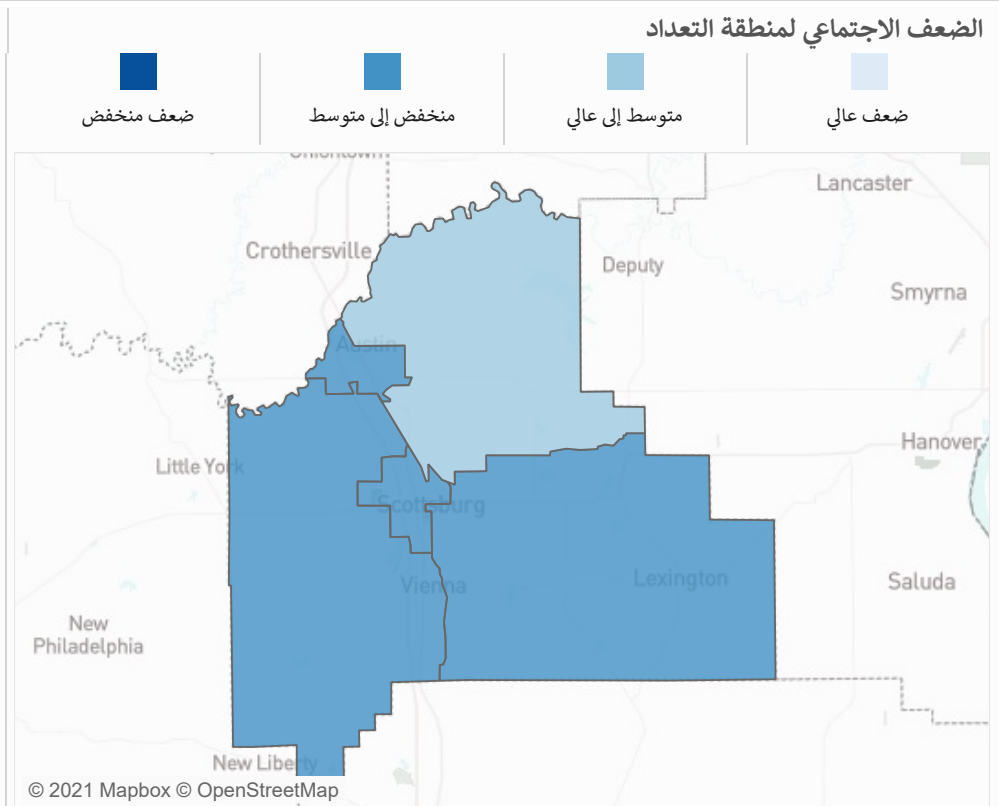 الضعف الاجتماعي لمنطقة التعداد
ضعف عالي
متوسط إلى عالي
منخفض إلى متوسط
ضعف منخفض
Uniontown
Lancaster
Crothersville
Deputy
Smyrna
Austin
Hanover
Little York
Scottsburg
Vienna
Lexington
Saluda
New
Philadelphia
New Liberty
© 2021 Mapbox © OpenStreetMap